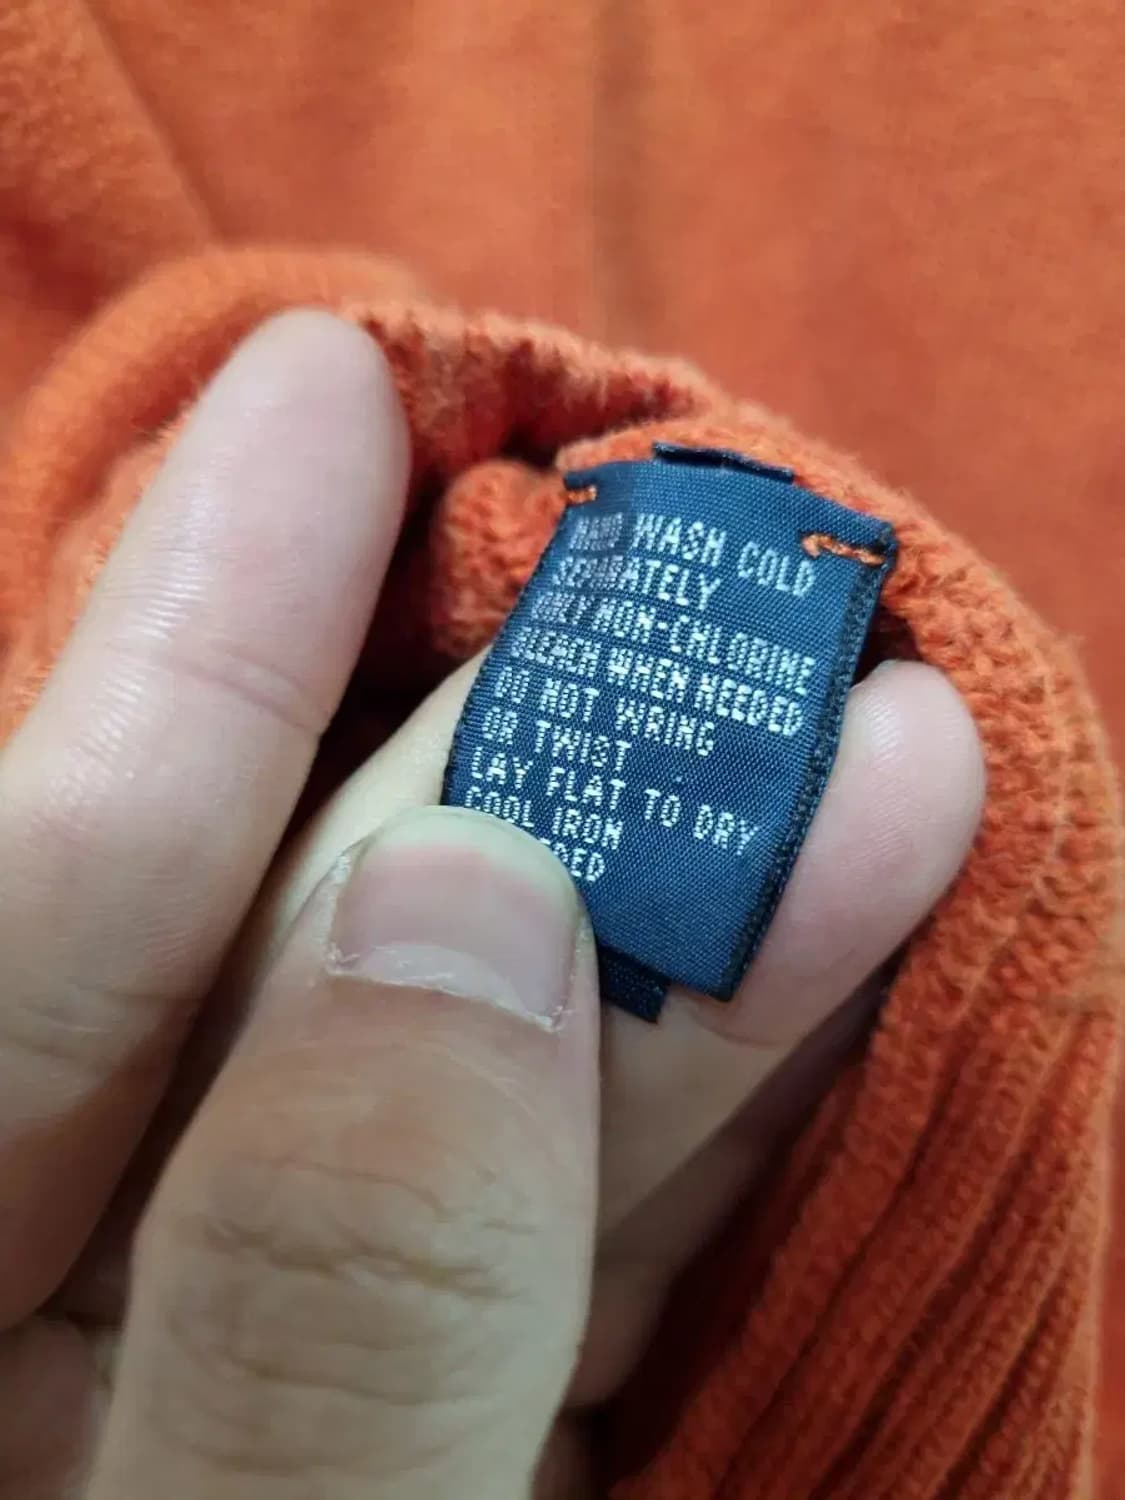 HAND WASH COLD
SEPARATELY
ONLY NON-CHLORINE
BLEACH WHEN NEEDED
DO NOT WRING
OR TWIST
LAY FLAT TO DRY
COOL IRON